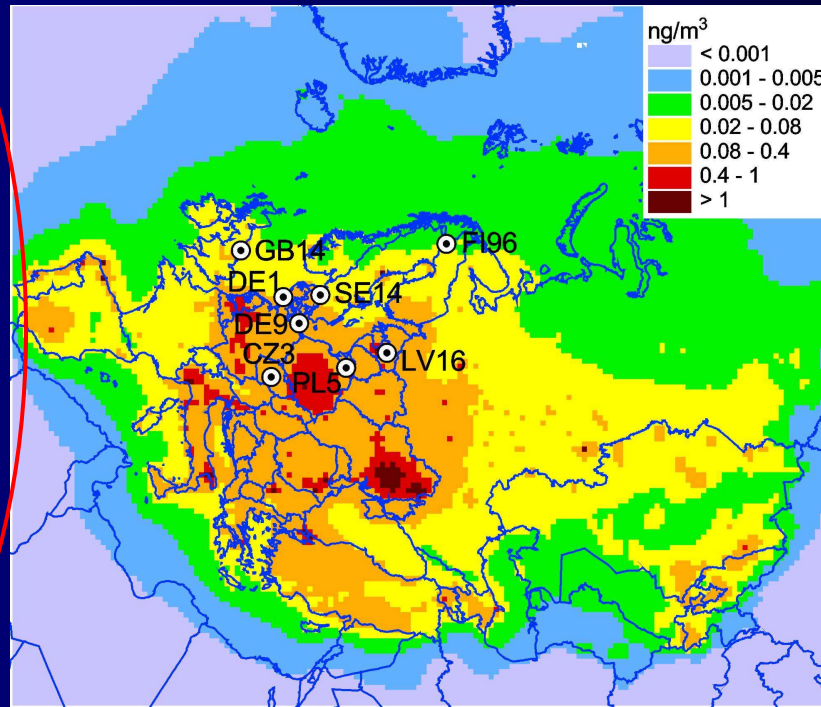 ng/m³
< 0.001
0.001 - 0.005
0.005 - 0.02
0.02 - 0.08
0.08 - 0.4
0.4 - 1
> 1
GB14
FI96
DE1
SE14
DE9
LV16
CZ3
PL5